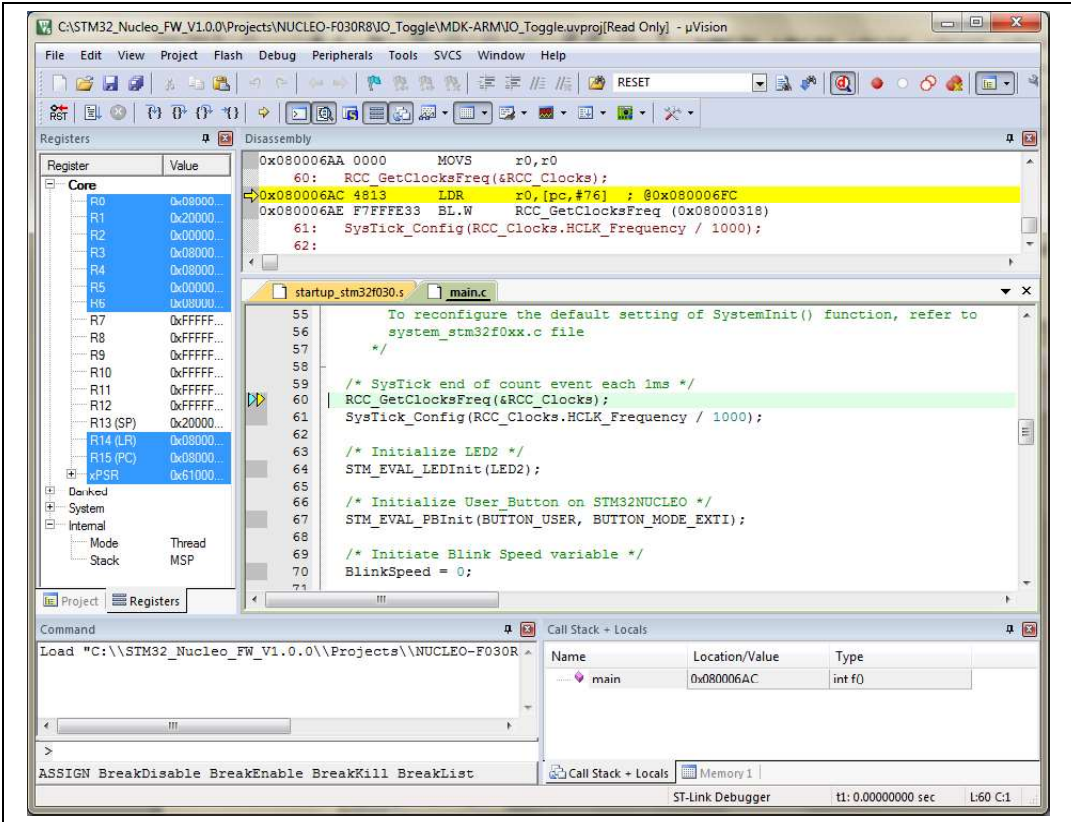 C:\STM32_Nucleo_FW_V1.0.0\Projects\NUCLEO-F030R8\IO_Toggle\MDK-ARM\IO_Toggle.uvproj[Read Only] - µVision
File Edit View Project Flash Debug Peripherals Tools SVCS Window Help
RESET
RST
Registers
Register Value
Core
R0 0x08000...
R1 0x20000...
R2 0x00000...
R3 0x08000...
R4 0x08000...
R5 0x00000...
R6 0x08000...
R7 0xFFFFF...
R8 0xFFFFF...
R9 0xFFFFF...
R10 0xFFFFF...
R11 0xFFFFF...
R12 0xFFFFF...
R13 (SP) 0x20000...
R14 (LR) 0x08000...
R15 (PC) 0x08000...
xPSR 0x61000...
Banked
System
Internal
Mode Thread
Stack MSP
Project Registers
Disassembly
0x080006AA 0000 MOVS r0,r0
60: RCC_GetClocksFreq(&RCC_Clocks);
0x080006AC 4813 LDR r0,[pc,#76] ; @0x080006FC
0x080006AE F7FFFE33 BL.W RCC_GetClocksFreq (0x08000318)
61: SysTick_Config(RCC_Clocks.HCLK_Frequency / 1000);
62:
startup_stm32f030.s main.c
55 To reconfigure the default setting of SystemInit() function, refer to
56 system_stm32f0xx.c file
57 */
58
59 /* SysTick end of count event each 1ms */
60 RCC_GetClocksFreq(&RCC_Clocks);
61 SysTick_Config(RCC_Clocks.HCLK_Frequency / 1000);
62
63 /* Initialize LED2 */
64 STM_EVAL_LEDInit(LED2);
65
66 /* Initialize User_Button on STM32NUCLEO */
67 STM_EVAL_PBInit(BUTTON_USER, BUTTON_MODE_EXTI);
68
69 /* Initiate Blink Speed variable */
70 BlinkSpeed = 0;
71
Command
Load "C:\\STM32_Nucleo_FW_V1.0.0\\Projects\\NUCLEO-F030R
>
ASSIGN BreakDisable BreakEnable BreakKill BreakList
Call Stack + Locals
Name Location/Value Type
main 0x080006AC int f()
Call Stack + Locals Memory 1
ST-Link Debugger t1: 0.00000000 sec L:60 C:1